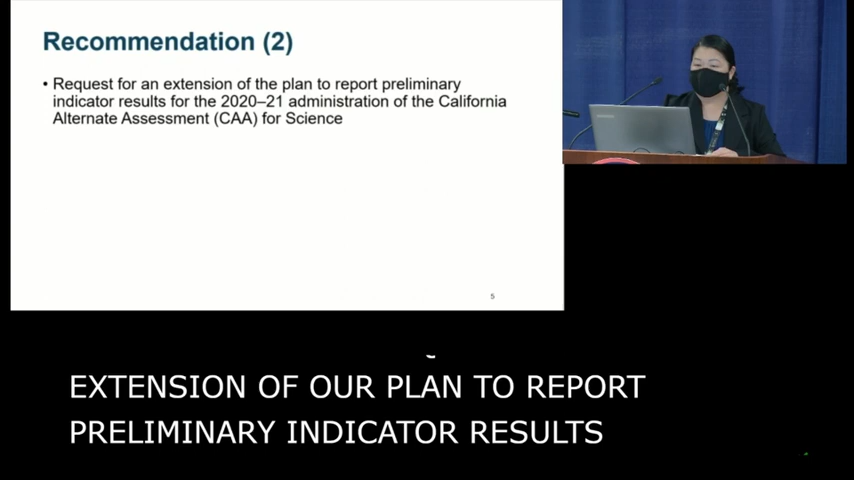 Recommendation (2)
• Request for an extension of the plan to report preliminary
indicator results for the 2020–21 administration of the California
Alternate Assessment (CAA) for Science
5
EXTENSION OF OUR PLAN TO REPORT
PRELIMINARY INDICATOR RESULTS